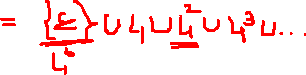 = {ε} ∪ L ∪ L² ∪ L³ ∪ ...
L⁰